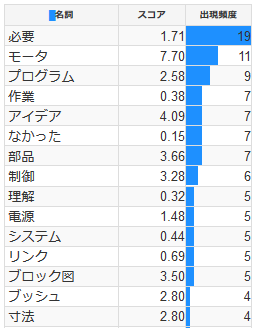 名詞 スコア 出現頻度
必要 1.71 19
モータ 7.70 11
プログラム 2.58 9
作業 0.38 7
アイデア 4.09 7
なかった 0.15 7
部品 3.66 7
制御 3.28 6
理解 0.32 5
電源 1.48 5
システム 0.44 5
リンク 0.69 5
ブロック図 3.50 5
ブッシュ 2.80 4
寸法 2.80 4